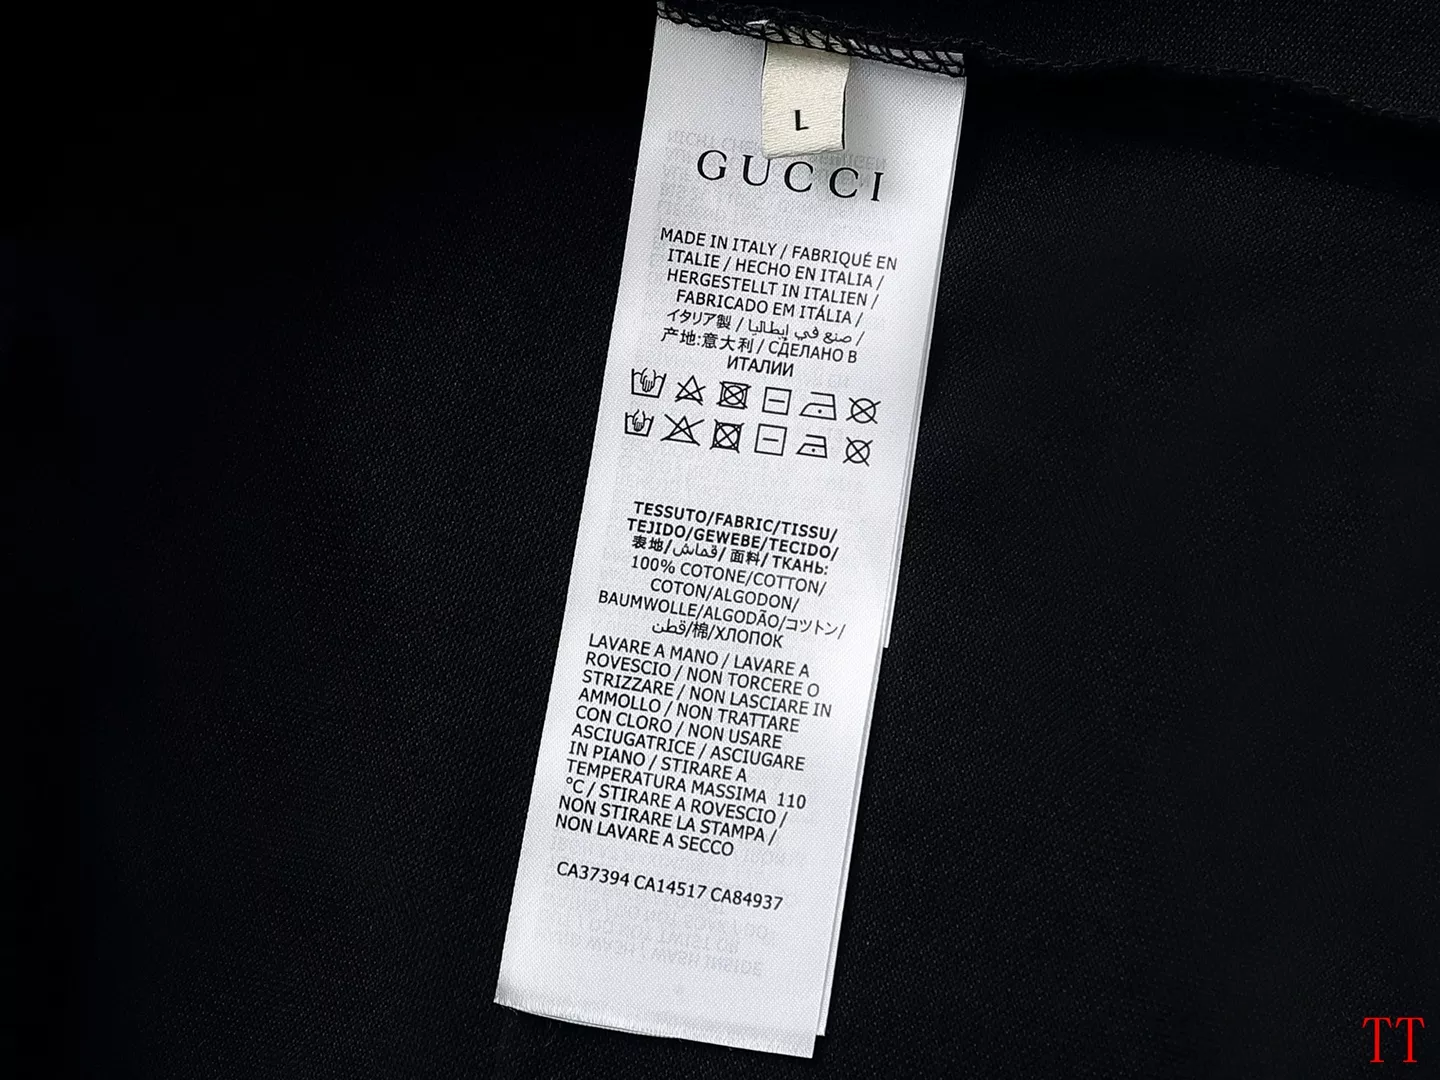 L
GUCCI
MADE IN ITALY / FABRIQUÉ EN
ITALIE / HECHO EN ITALIA /
HERGESTELLT IN ITALIEN /
FABRICADO EM ITÁLIA /
イタリア製 / صنع في إيطاليا /
产地:意大利 / СДЕЛАНО В
ИТАЛИИ
TESSUTO/FABRIC/TISSU/
TEJIDO/GEWEBE/TECIDO/
表地/قماش/ 面料/ ТКАНЬ:
100% COTONE/COTTON/
COTON/ALGODON/
BAUMWOLLE/ALGODÃO/コットン/
قطن/棉/ХЛОПОК
LAVARE A MANO / LAVARE A
ROVESCIO / NON TORCERE O
STRIZZARE / NON LASCIARE IN
AMMOLLO / NON TRATTARE
CON CLORO / NON USARE
ASCIUGATRICE / ASCIUGARE
IN PIANO / STIRARE A
TEMPERATURA MASSIMA 110
°C / STIRARE A ROVESCIO /
NON STIRARE LA STAMPA /
NON LAVARE A SECCO
CA37394 CA14517 CA84937
TT